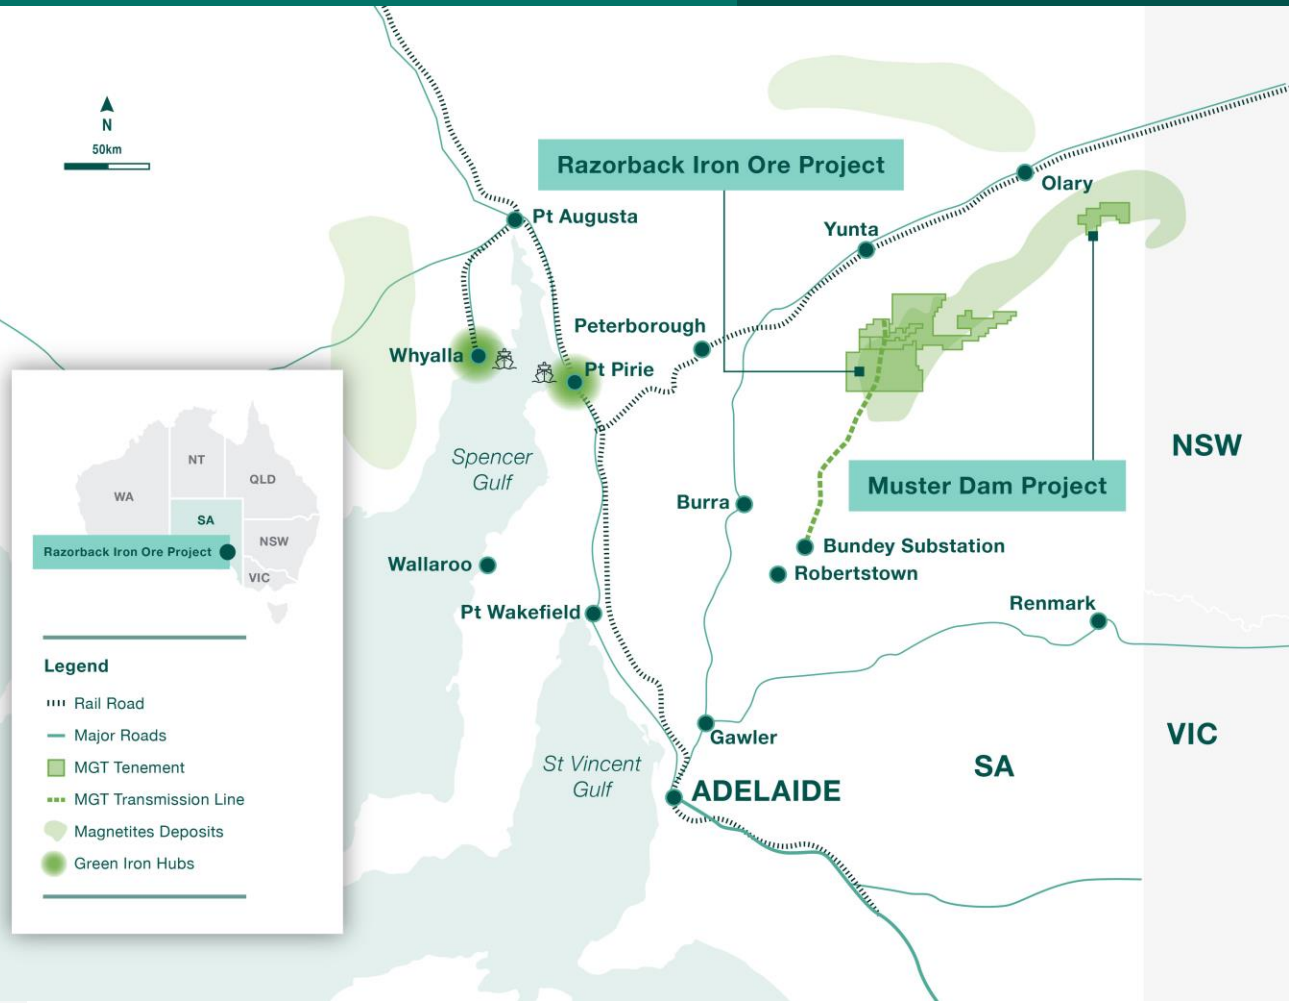 N
50km
Razorback Iron Ore Project
Olary
Pt Augusta
Yunta
Peterborough
Whyalla
Pt Pirie
NSW
Spencer
Gulf
Muster Dam Project
Burra
Bundey Substation
Wallaroo
Robertstown
Pt Wakefield
Renmark
Gawler
VIC
St Vincent
Gulf
SA
ADELAIDE
NT
QLD
WA
SA
NSW
Razorback Iron Ore Project
VIC
Legend
Rail Road
Major Roads
MGT Tenement
MGT Transmission Line
Magnetites Deposits
Green Iron Hubs